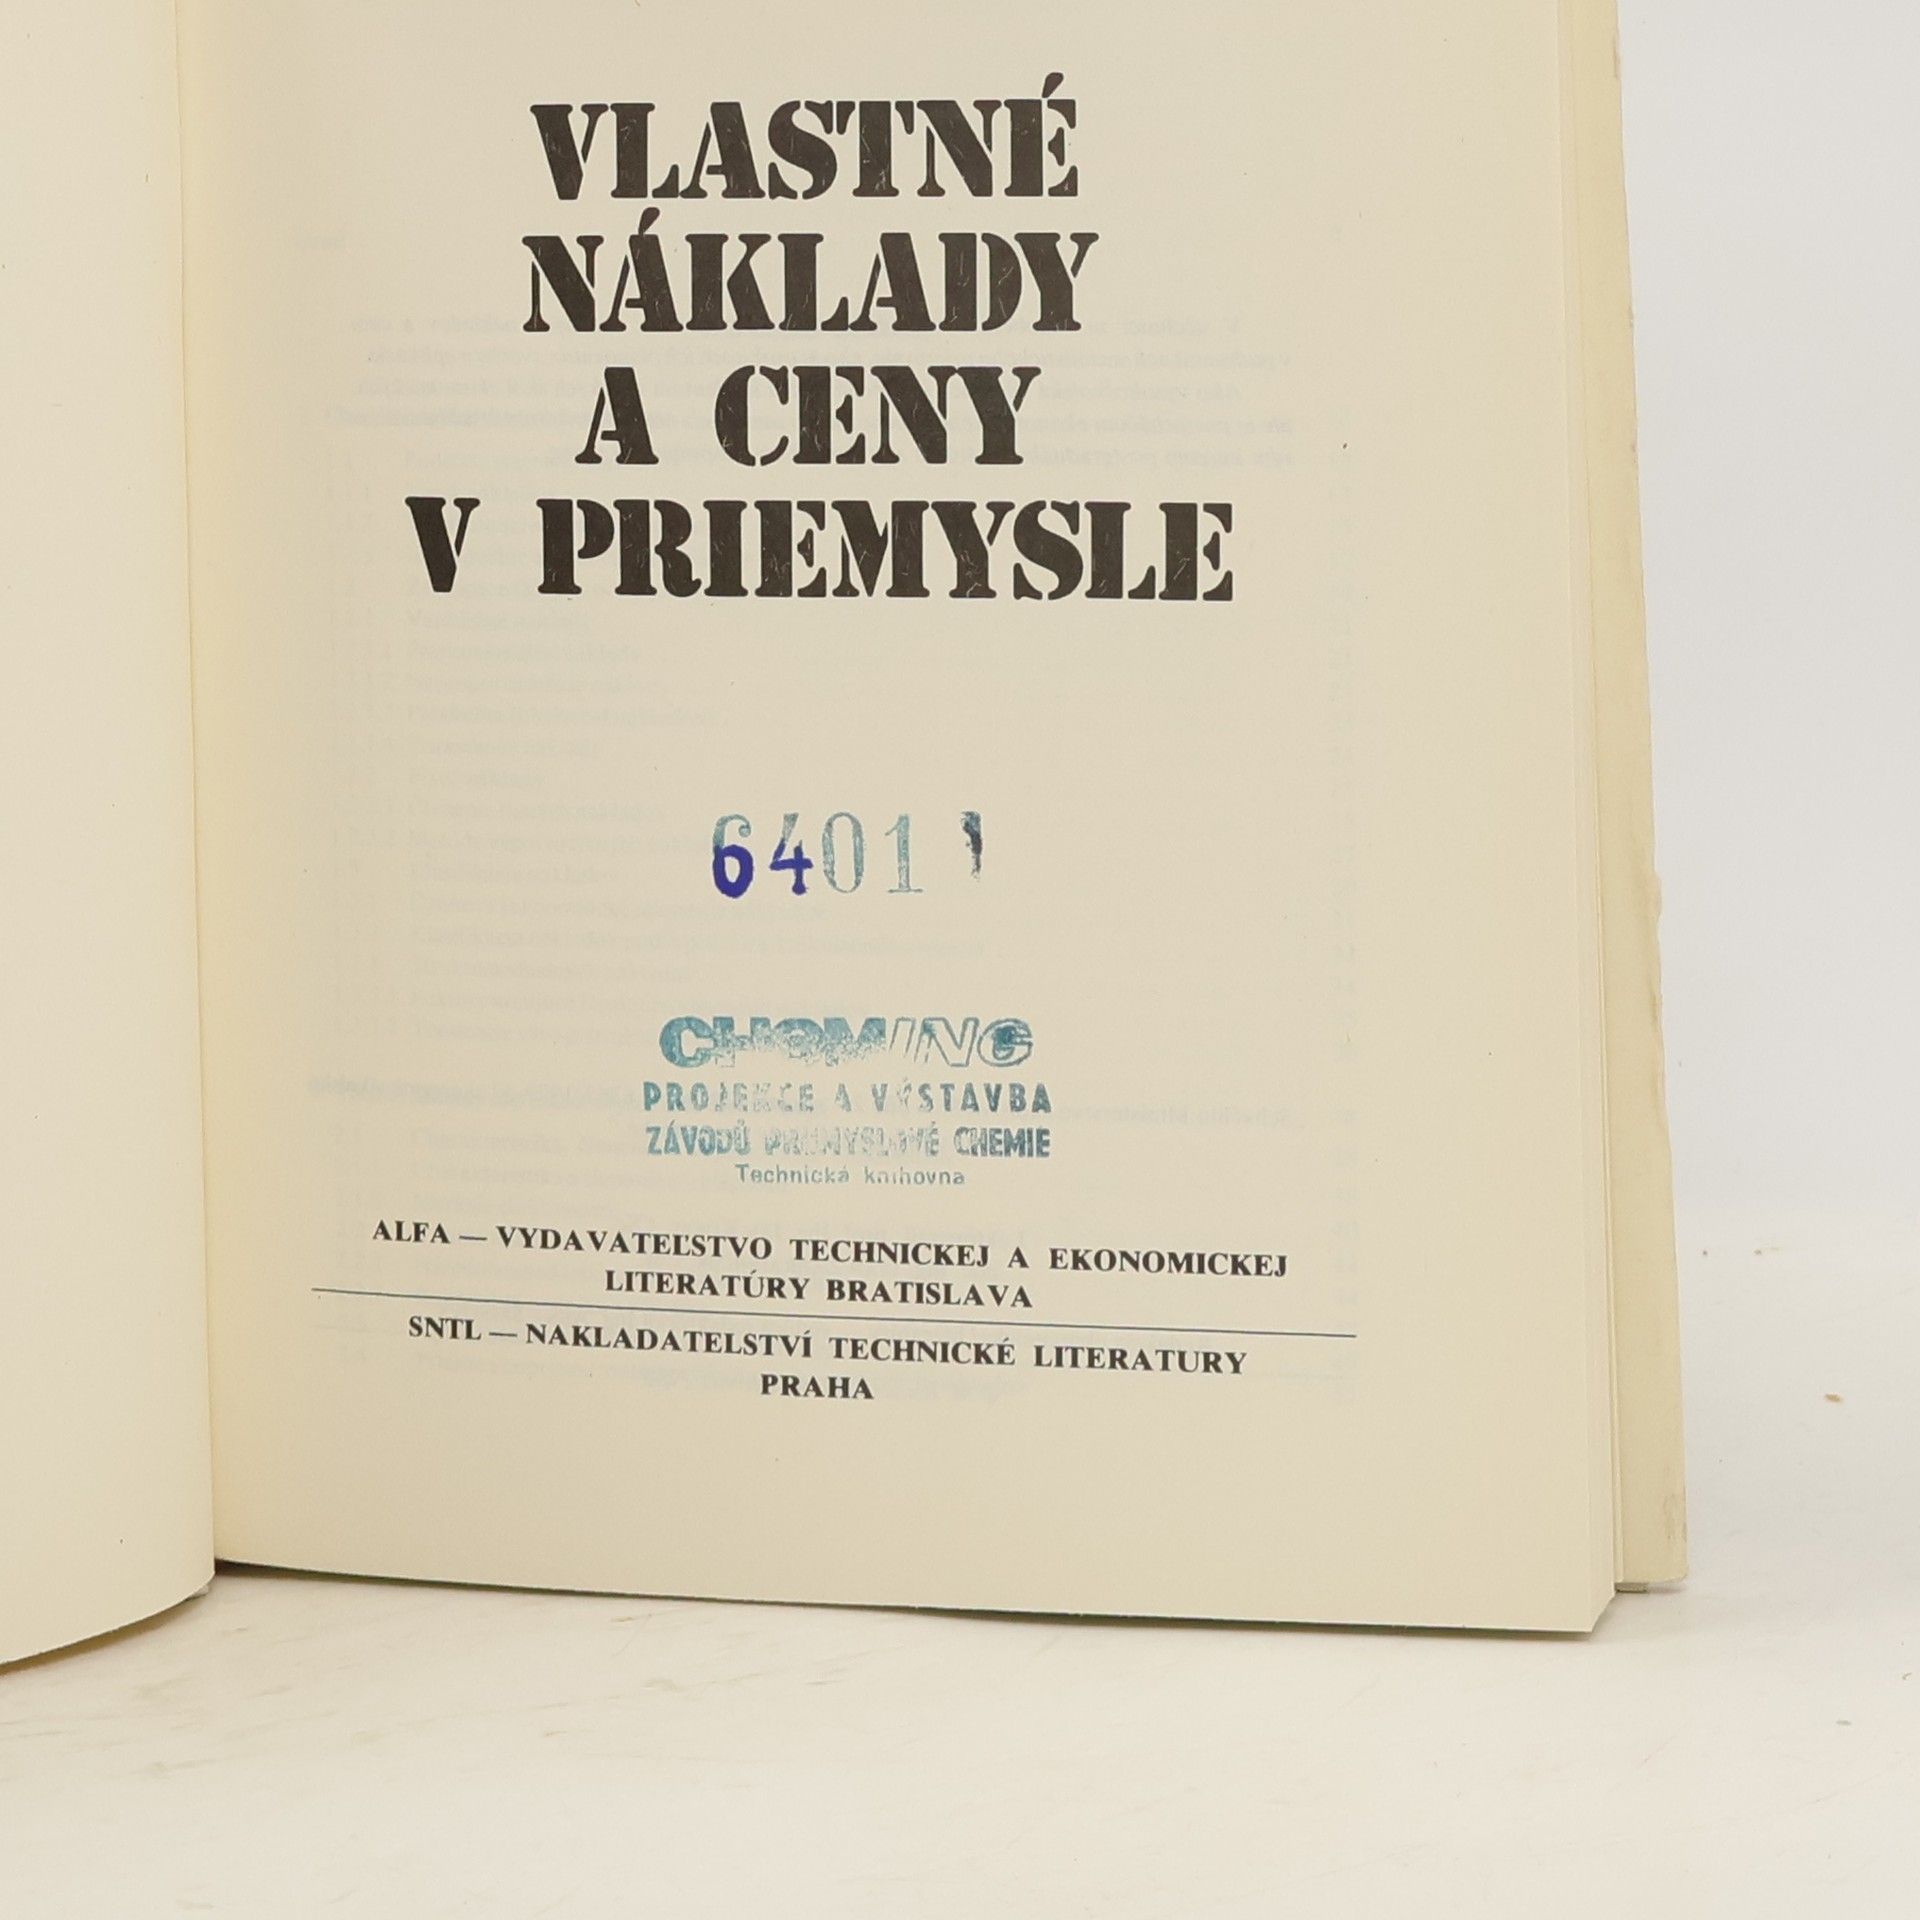 VLASTNÉ
NÁKLADY
A CENY
V PRIEMYSLE
6401
CHEMING
PROJEKCE A VÝSTAVBA
ZÁVODŮ PRŮMYSLOVÉ CHEMIE
Technická knihovna
ALFA — VYDAVATEĽSTVO TECHNICKEJ A EKONOMICKEJ
LITERATÚRY BRATISLAVA
SNTL — NAKLADATELSTVÍ TECHNICKÉ LITERATURY
PRAHA